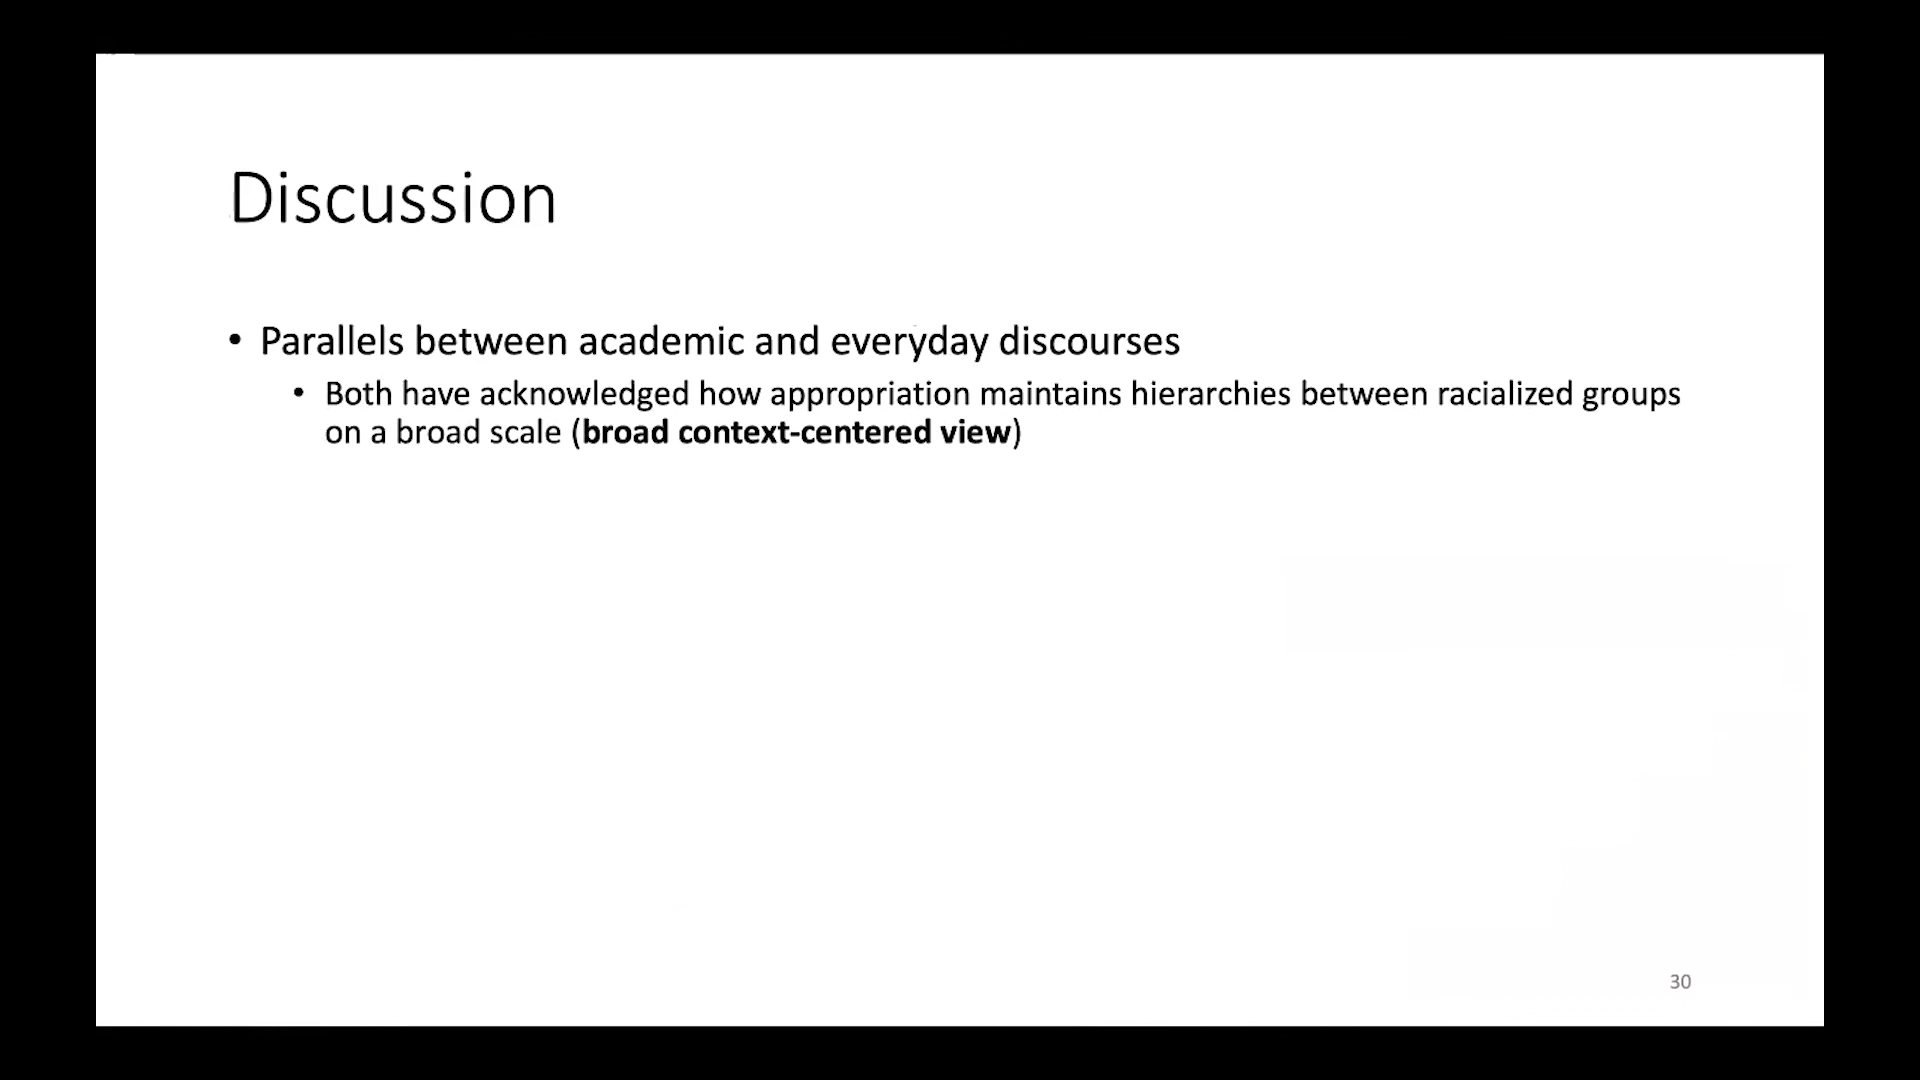 Discussion
• Parallels between academic and everyday discourses
• Both have acknowledged how appropriation maintains hierarchies between racialized groups
on a broad scale (broad context-centered view)
30